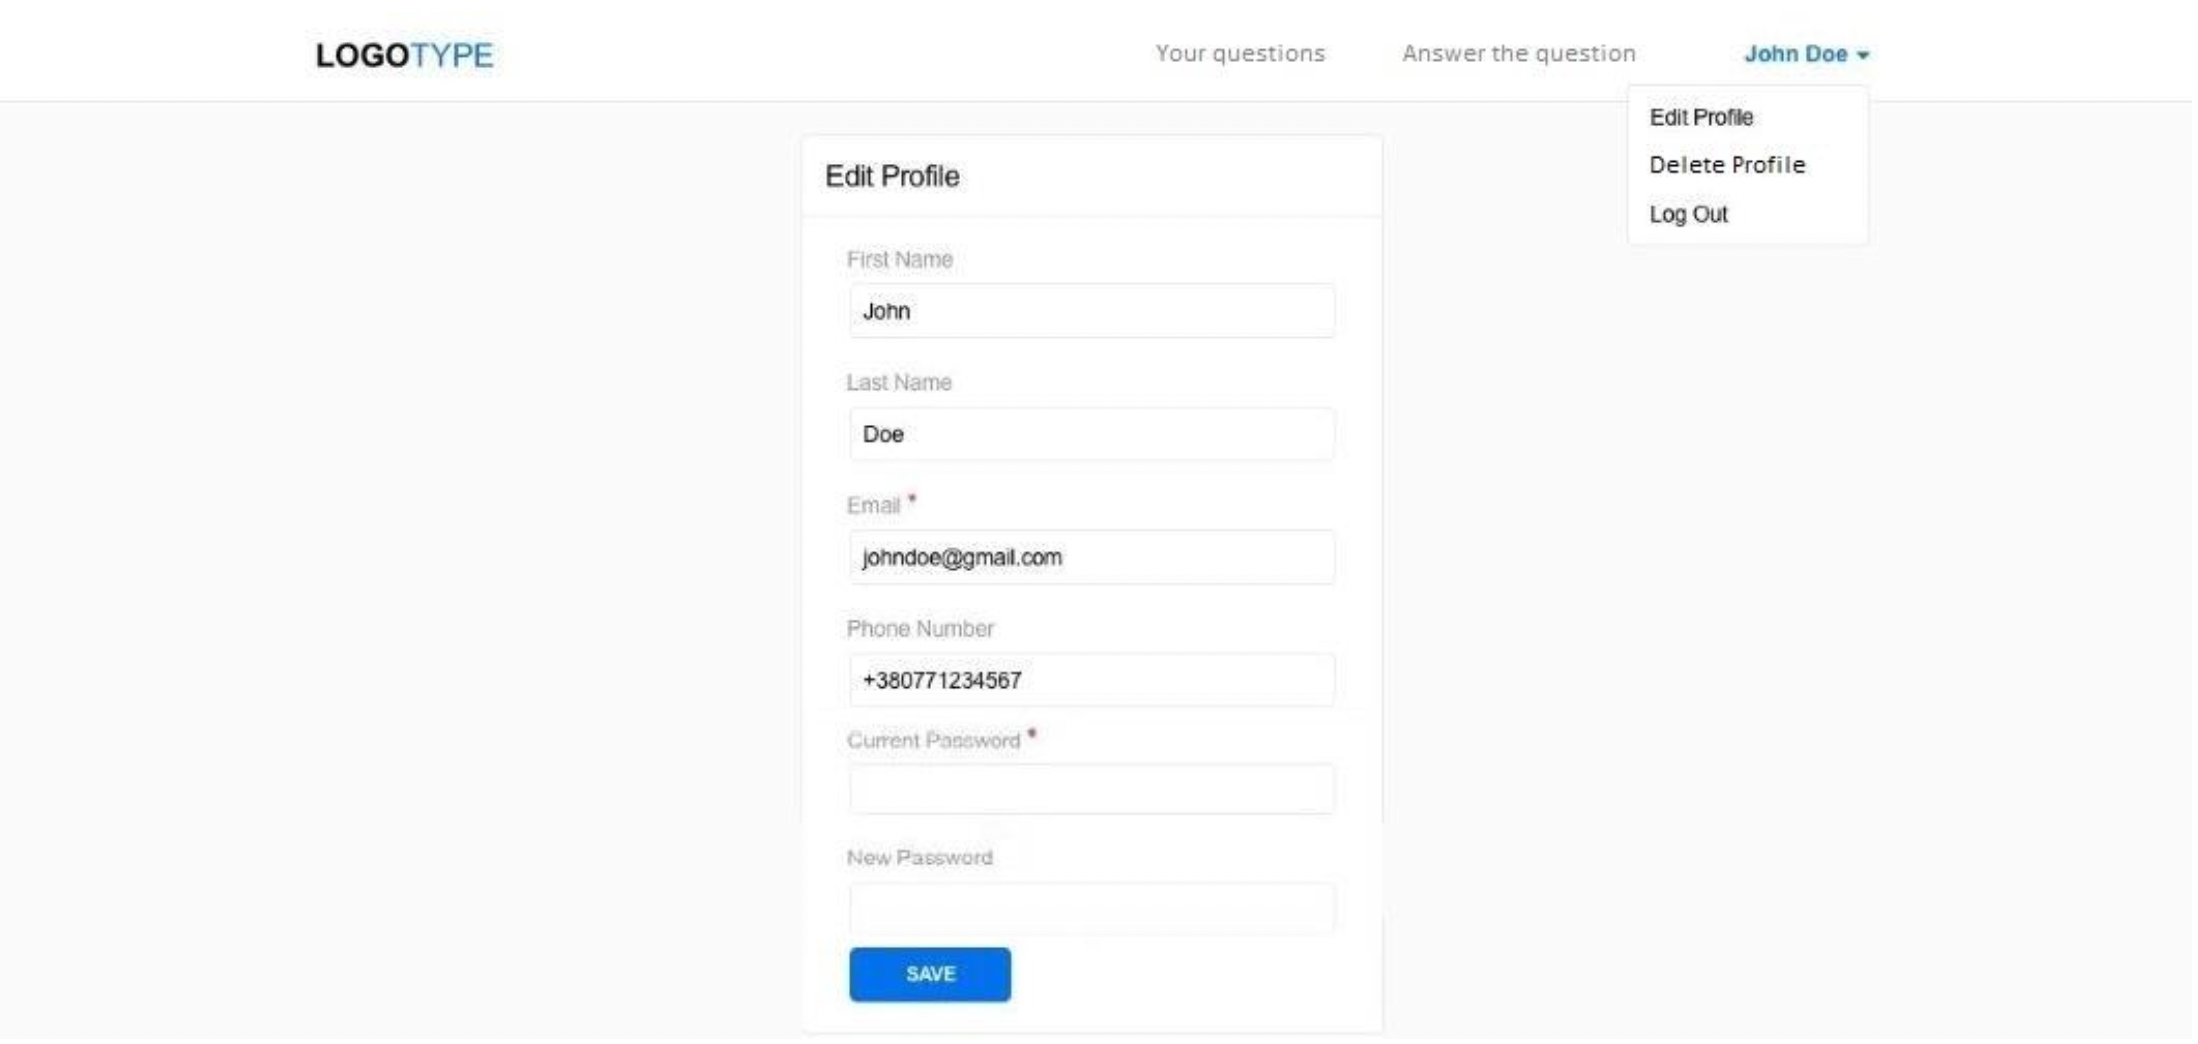 LOGOTYPE
Your questions
Answer the question
John Doe
Edit Profile
Delete Profile
Log Out
Edit Profile
First Name
John
Last Name
Doe
Email *
johndoe@gmail.com
Phone Number
+380771234567
Current Password *
New Password
SAVE